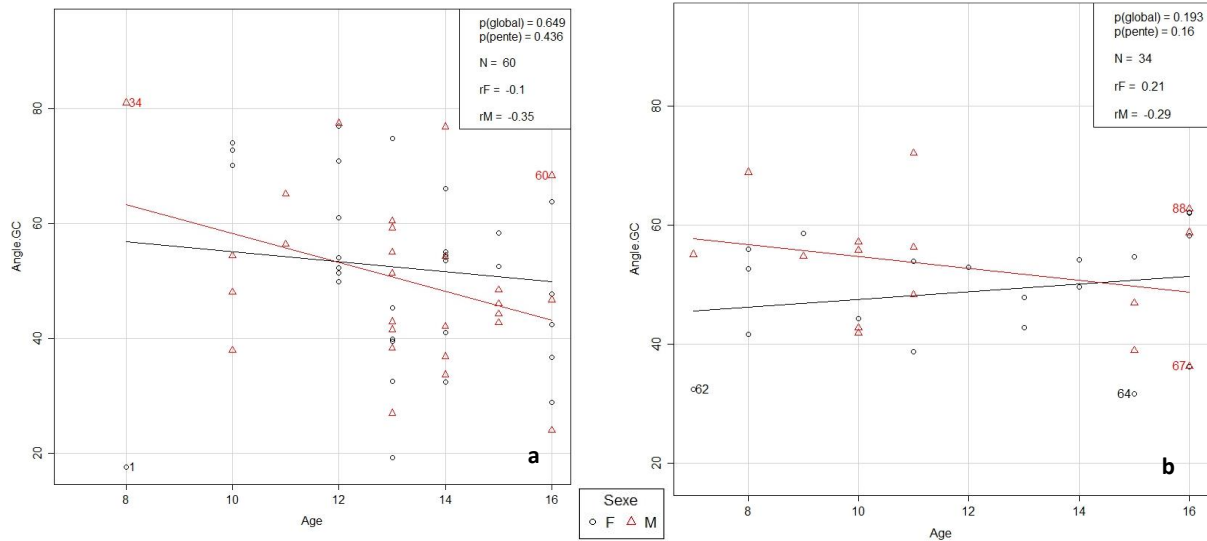 p(global) = 0.649
p(pente) = 0.436
N = 60
rF = -0.1
rM = -0.35
Angle.GC
80
60
40
20
34
60
1
a
8 10 12 14 16
Age
Sexe
F M
p(global) = 0.193
p(pente) = 0.16
N = 34
rF = 0.21
rM = -0.29
Angle.GC
80
60
40
20
88
67
62
64
b
8 10 12 14 16
Age